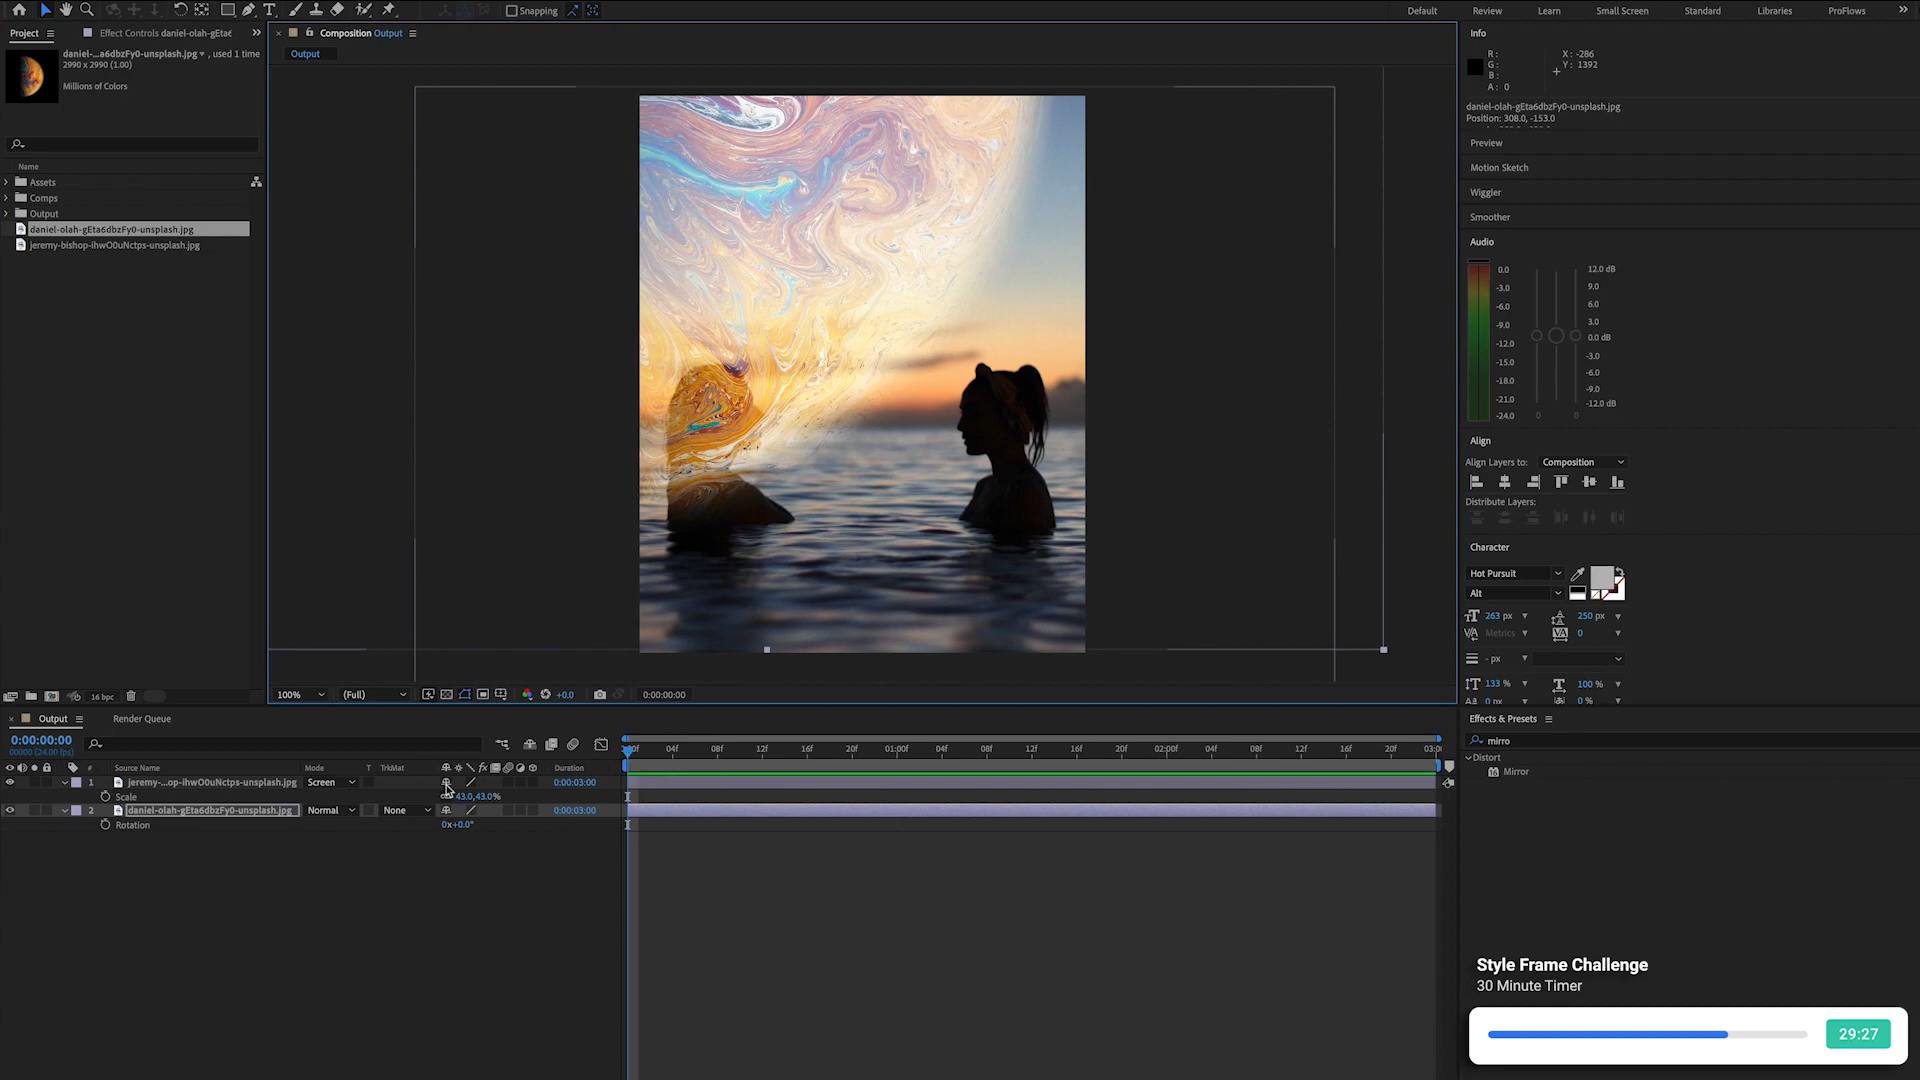 Snapping
Default
Review
Learn
Small Screen
Standard
Libraries
ProFlows
Project
Effect Controls daniel-olah-gEta6
daniel-...a6dbzFy0-unsplash.jpg
, used 1 time
2990 x 2990 (1.00)
Millions of Colors
Name
Assets
Comps
Output
daniel-olah-gEta6dbzFy0-unsplash.jpg
jeremy-bishop-ihwO0uNctps-unsplash.jpg
16 bpc
Composition Output
Output
100%
(Full)
+0.0
0:00:00:00
Info
R:
G:
B:
A: 0
X: -286
Y: 1392
daniel-olah-gEta6dbzFy0-unsplash.jpg
Position: 308.0, -153.0
Preview
Motion Sketch
Wiggler
Smoother
Audio
0.0
-3.0
-6.0
-9.0
-12.0
-15.0
-18.0
-21.0
-24.0
12.0 dB
9.0
6.0
3.0
0.0 dB
-3.0
-6.0
-9.0
-12.0 dB
0
0
Align
Align Layers to:
Composition
Distribute Layers:
Character
Hot Pursuit
Alt
263 px
250 px
Metrics
0
- px
133 %
100 %
0 px
0 %
Output
Render Queue
0:00:00:00
00000 (24.00 fps)
04f
08f
12f
16f
20f
01:00f
04f
08f
12f
16f
20f
02:00f
04f
08f
12f
16f
20f
#
Source Name
Mode
T
TrkMat
Duration
1
jeremy-...op-ihwO0uNctps-unsplash.jpg
Screen
0:00:03:00
Scale
43.0,43.0%
2
daniel-olah-gEta6dbzFy0-unsplash.jpg
Normal
None
0:00:03:00
Rotation
0x+0.0°
Effects & Presets
mirro
Distort
Mirror
Style Frame Challenge
30 Minute Timer
29:27